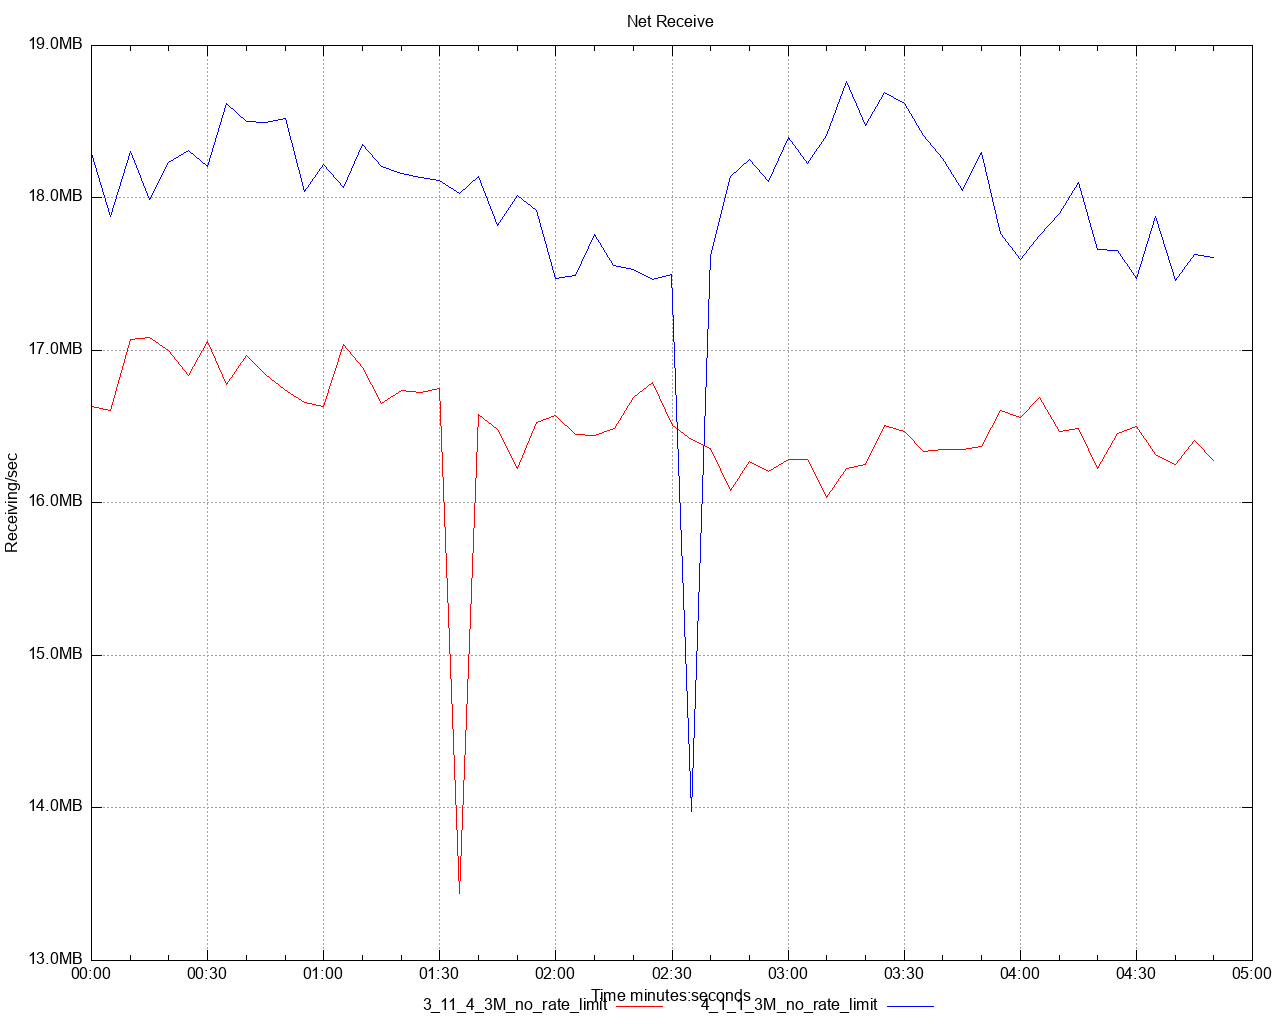 Net Receive
19.0MB
18.0MB
17.0MB
16.0MB
15.0MB
14.0MB
13.0MB
Receiving/sec
00:00 00:30 01:00 01:30 02:00 02:30 03:00 03:30 04:00 04:30 05:00
Time minutes:seconds
3_11_4_3M_no_rate_limit 4_1_1_3M_no_rate_limit